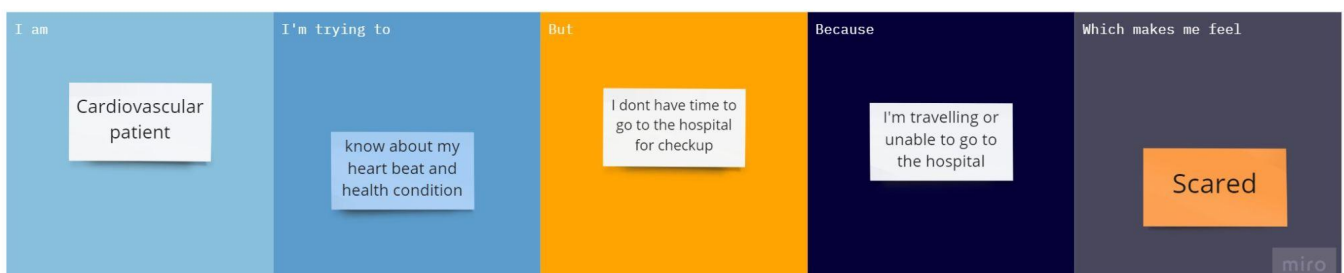 I am
Cardiovascular
patient
I'm trying to
know about my
heart beat and
health condition
But
I dont have time to
go to the hospital
for checkup
Because
I'm travelling or
unable to go to
the hospital
Which makes me feel
Scared
miro